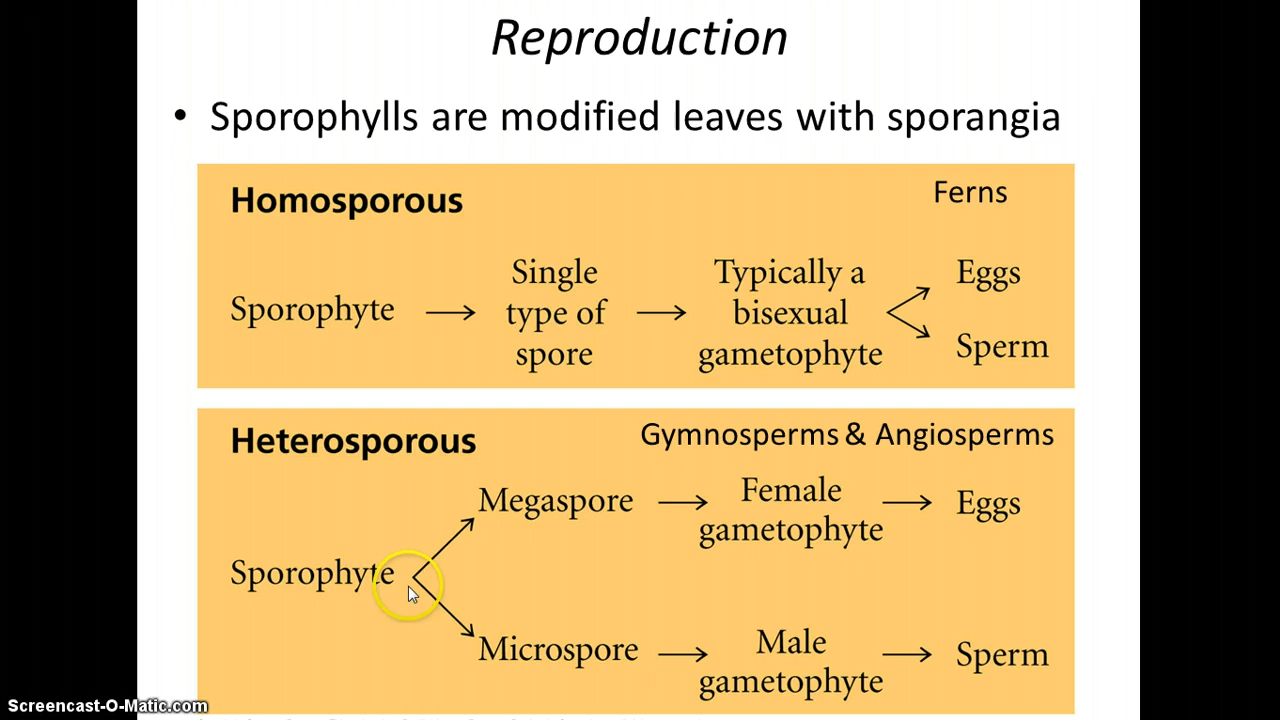 Reproduction
• Sporophylls are modified leaves with sporangia
Homosporous
Ferns
Sporophyte
Single
type of
spore
Typically a
bisexual
gametophyte
Eggs
Sperm
Heterosporous
Gymnosperms & Angiosperms
Sporophyte
Megaspore
Female
gametophyte
Eggs
Microspore
Male
gametophyte
Sperm
Screencast-O-Matic.com